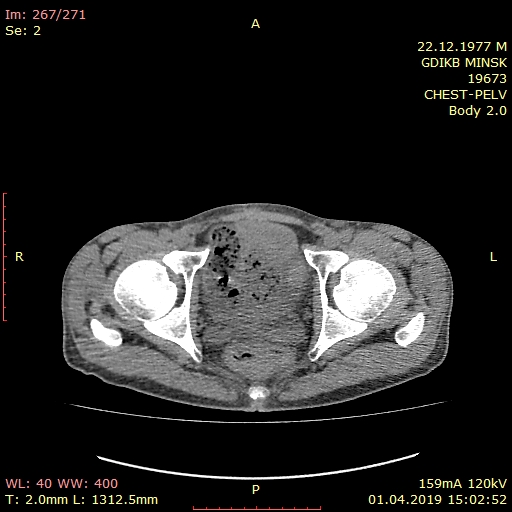 Im: 267/271
Se: 2
A
22.12.1977 M
GDIKB MINSK
19673
CHEST-PELV
Body 2.0
R
L
WL: 40 WW: 400
T: 2.0mm L: 1312.5mm
P
159mA 120kV
01.04.2019 15:02:52